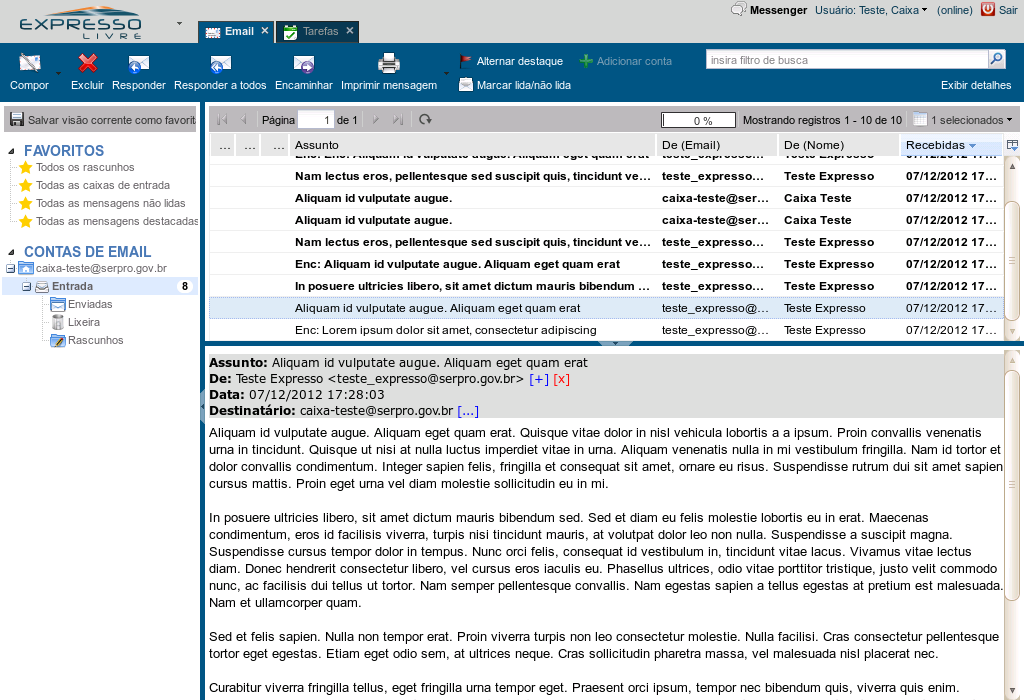 EXPRESSO
LIVRE
Email
Tarefas
Messenger
Usuário: Teste, Caixa
(online)
Sair
Compor
Excluir
Responder
Responder a todos
Encaminhar
Imprimir mensagem
Alternar destaque
Adicionar conta
Marcar lida/não lida
insira filtro de busca
Exibir detalhes
Salvar visão corrente como favorit
FAVORITOS
Todos os rascunhos
Todas as caixas de entrada
Todas as mensagens não lidas
Todas as mensagens destacadas
CONTAS DE EMAIL
caixa-teste@serpro.gov.br
Entrada 8
Enviadas
Lixeira
Rascunhos
Página 1 de 1
0 %
Mostrando registros 1 - 10 de 10
1 selecionados
... ... ... Assunto De (Email) De (Nome) Recebidas
Enc: Enc: Aliquam id vulputate augue. Aliquam eget quam erat teste_expresso... Teste Expresso 07/12/2012 17...
Nam lectus eros, pellentesque sed suscipit quis, tincidunt ve... teste_expresso... Teste Expresso 07/12/2012 17...
Aliquam id vulputate augue. caixa-teste@ser... Caixa Teste 07/12/2012 17...
Aliquam id vulputate augue. caixa-teste@ser... Caixa Teste 07/12/2012 17...
Nam lectus eros, pellentesque sed suscipit quis, tincidunt ve... teste_expresso... Teste Expresso 07/12/2012 17...
Enc: Aliquam id vulputate augue. Aliquam eget quam erat teste_expresso... Teste Expresso 07/12/2012 17...
In posuere ultricies libero, sit amet dictum mauris bibendum ... teste_expresso... Teste Expresso 07/12/2012 17...
Aliquam id vulputate augue. Aliquam eget quam erat teste_expresso@... Teste Expresso 07/12/2012 17...
Enc: Lorem ipsum dolor sit amet, consectetur adipiscing teste_expresso@... Teste Expresso 07/12/2012 17...
Assunto: Aliquam id vulputate augue. Aliquam eget quam erat
De: Teste Expresso <teste_expresso@serpro.gov.br> [+] [x]
Data: 07/12/2012 17:28:03
Destinatário: caixa-teste@serpro.gov.br [...]
Aliquam id vulputate augue. Aliquam eget quam erat. Quisque vitae dolor in nisl vehicula lobortis a a ipsum. Proin convallis venenatis
urna in tincidunt. Quisque ut nisi at nulla luctus imperdiet vitae in urna. Aliquam venenatis nulla in mi vestibulum fringilla. Nam id tortor et
dolor convallis condimentum. Integer sapien felis, fringilla et consequat sit amet, ornare eu risus. Suspendisse rutrum dui sit amet sapien
cursus mattis. Proin eget urna vel diam molestie sollicitudin eu in mi.
In posuere ultricies libero, sit amet dictum mauris bibendum sed. Sed et diam eu felis molestie lobortis eu in erat. Maecenas
condimentum, eros id facilisis viverra, turpis nisi tincidunt mauris, at volutpat dolor leo non nulla. Suspendisse a suscipit magna.
Suspendisse cursus tempor dolor in tempus. Nunc orci felis, consequat id vestibulum in, tincidunt vitae lacus. Vivamus vitae lectus
diam. Donec hendrerit consectetur libero, vel cursus eros iaculis eu. Phasellus ultrices, odio vitae porttitor tristique, justo velit commodo
nunc, ac facilisis dui tellus ut tortor. Nam semper pellentesque convallis. Nam egestas sapien a tellus egestas at pretium est malesuada.
Nam et ullamcorper quam.
Sed et felis sapien. Nulla non tempor erat. Proin viverra turpis non leo consectetur molestie. Nulla facilisi. Cras consectetur pellentesque
tortor eget egestas. Etiam eget odio sem, at ultrices neque. Cras sollicitudin pharetra massa, vel malesuada nisl placerat nec.
Curabitur viverra fringilla tellus, eget fringilla urna tempor eget. Praesent orci ipsum, tempor nec bibendum quis, viverra quis enim.